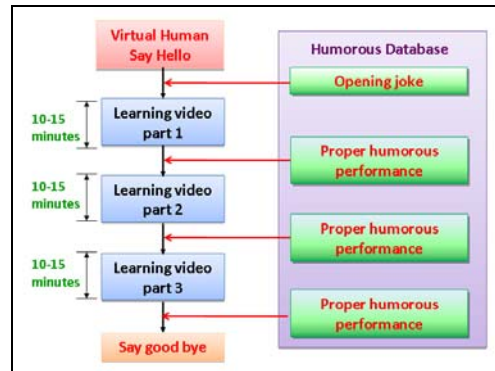 Virtual Human
Say Hello
Humorous Database
Opening joke
10-15
minutes
Learning video
part 1
Proper humorous
performance
10-15
minutes
Learning video
part 2
Proper humorous
performance
10-15
minutes
Learning video
part 3
Proper humorous
performance
Say good bye